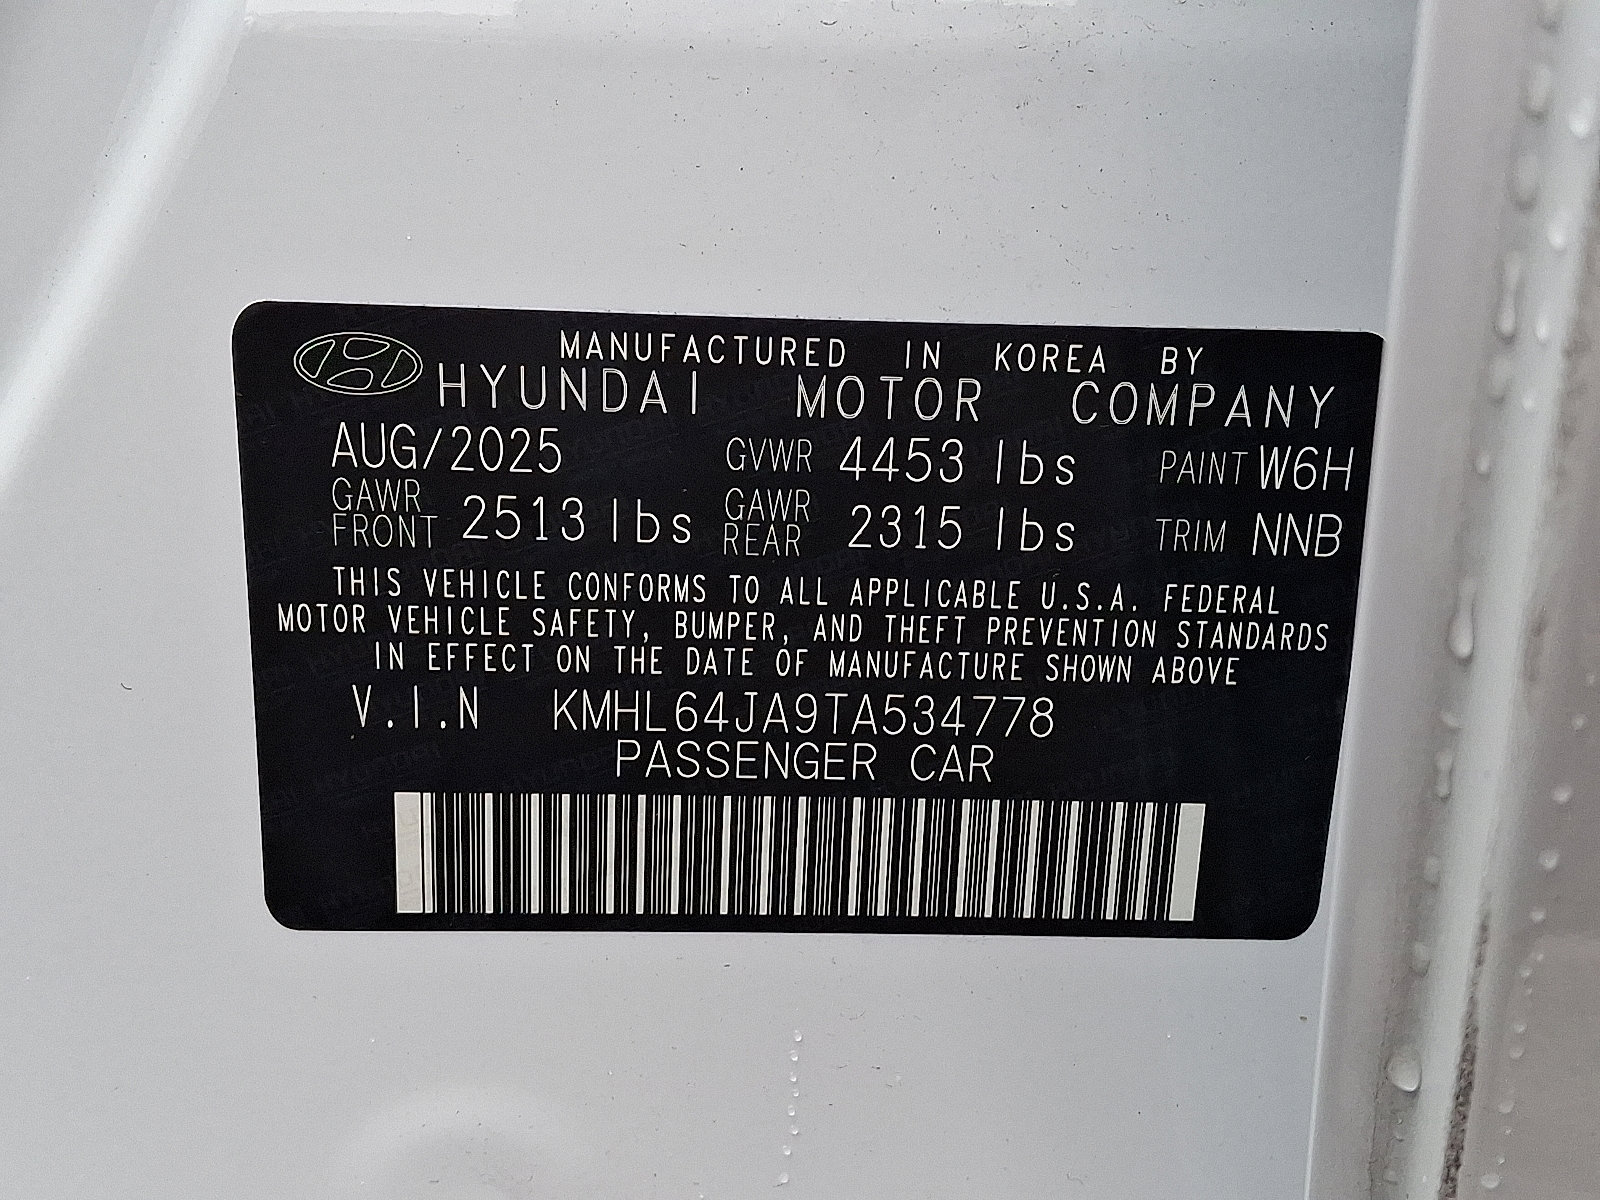 MANUFACTURED IN KOREA BY
HYUNDAI MOTOR COMPANY
AUG/2025 GVWR 4453 lbs PAINT W6H
GAWR FRONT 2513 lbs GAWR REAR 2315 lbs TRIM NNB
THIS VEHICLE CONFORMS TO ALL APPLICABLE U.S.A. FEDERAL
MOTOR VEHICLE SAFETY, BUMPER, AND THEFT PREVENTION STANDARDS
IN EFFECT ON THE DATE OF MANUFACTURE SHOWN ABOVE
V.I.N KMHL64JA9TA534778
PASSENGER CAR